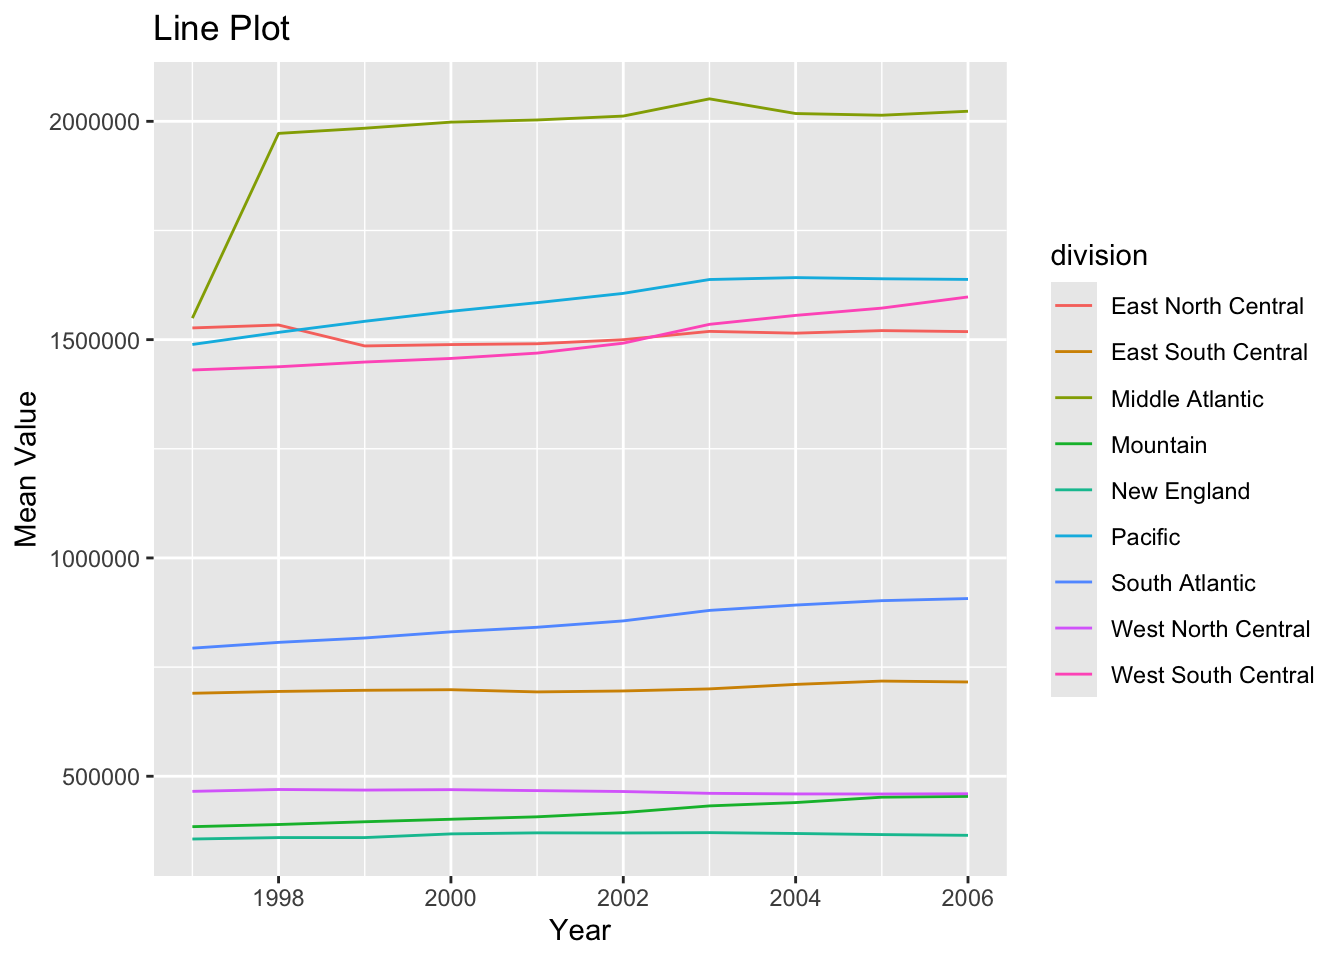 Line Plot
2000000
1500000
1000000
500000
Mean Value
1998 2000 2002 2004 2006
Year
division
East North Central
East South Central
Middle Atlantic
Mountain
New England
Pacific
South Atlantic
West North Central
West South Central